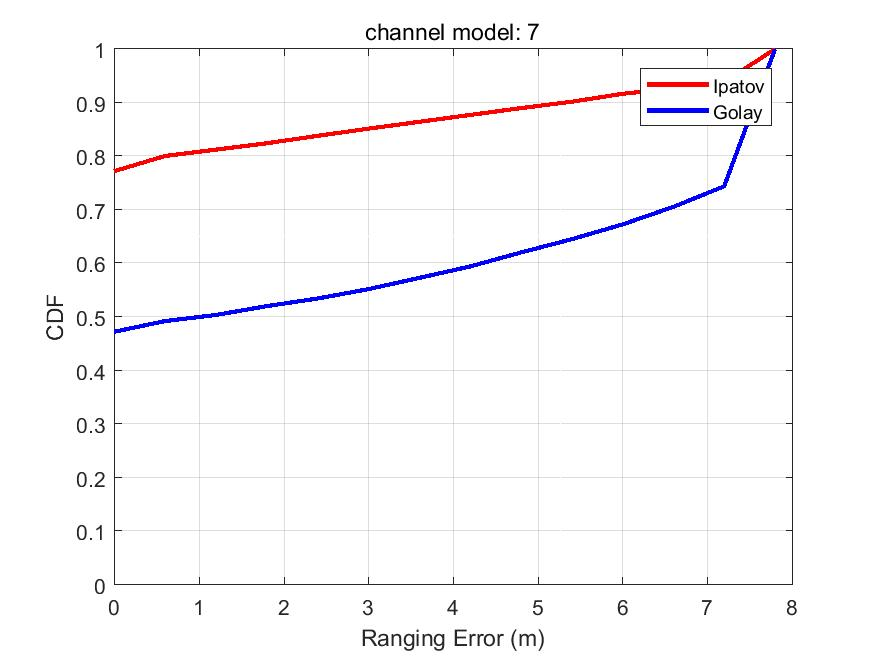 channel model: 7
1
0.9
0.8
0.7
0.6
0.5
0.4
0.3
0.2
0.1
0
CDF
Ipatov
Golay
0 1 2 3 4 5 6 7 8
Ranging Error (m)